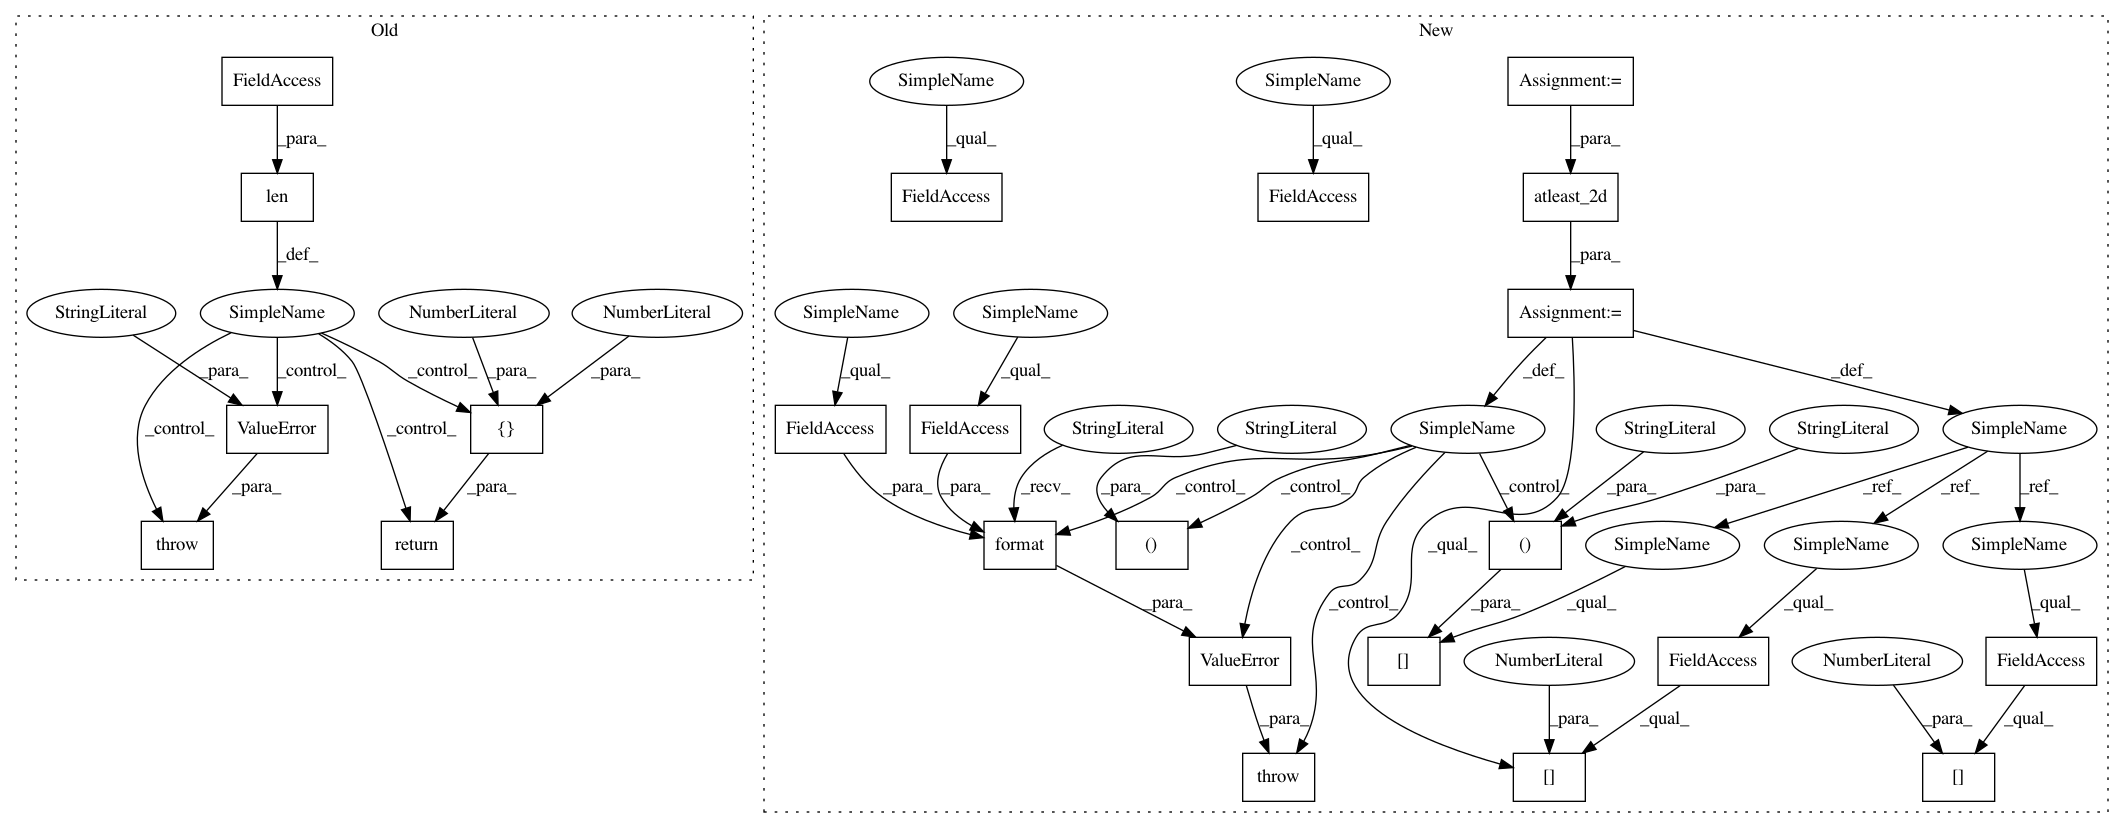 Old
New
FieldAccess
SimpleName
SimpleName
Assignment:=
_para_
_qual_
_qual_
_para_
len
FieldAccess
FieldAccess
atleast_2d
_def_
_para_
StringLiteral
SimpleName
NumberLiteral
NumberLiteral
SimpleName
SimpleName
Assignment:=
_para_
_control_
_control_
_para_
_para_
_qual_
_qual_
_def_
_def_
_control_
ValueError
_control_
{}
FieldAccess
FieldAccess
StringLiteral
StringLiteral
SimpleName
StringLiteral
StringLiteral
SimpleName
_para_
_para_
_para_
_para_
_recv_
_para_
_control_
_control_
_control_
_para_
_para_
_ref_
_ref_
_ref_
throw
return
format
()
_control_
_qual_
()
SimpleName
SimpleName
SimpleName
_para_
_control_
_para_
_qual_
_qual_
_qual_
ValueError
[]
NumberLiteral
FieldAccess
NumberLiteral
FieldAccess
_para_
_para_
_qual_
_para_
_qual_
throw
[]
[]